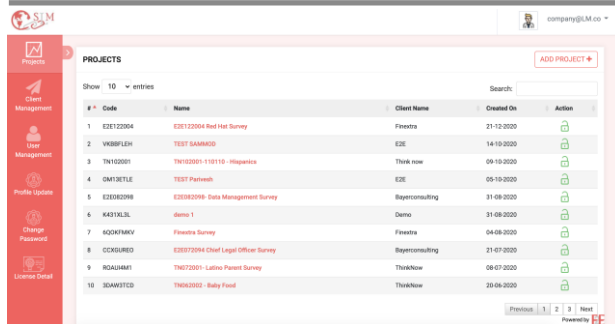 SIM
company@LM.co
Projects
PROJECTS
ADD PROJECT +
Show 10 entries
Search:
Client Management
# Code Name Client Name Created On Action
1 E2E122004 E2E122004 Red Hat Survey Finextra 21-12-2020
2 VKBBFLEH TEST SAMMOD E2E 14-10-2020
User Management
3 TN102001 TN102001-110110 - Hispanics Think now 09-10-2020
4 OM13ETLE TEST Parivesh E2E 05-10-2020
Profile Update
5 E2E082098 E2E082098- Data Management Survey Bayerconsulting 31-08-2020
6 K431XL3L demo 1 Demo 31-08-2020
Change Password
7 6QOKFMKV Finextra Survey Finextra 04-08-2020
8 CCXGUREO E2E072094 Chief Legal Officer Survey Bayerconsulting 21-07-2020
License Detail
9 ROAUI4M1 TN072001- Latino Parent Survey ThinkNow 08-07-2020
10 3DAW3TCD TN062002 - Baby Food ThinkNow 20-06-2020
Previous 1 2 3 Next
Powered by EE